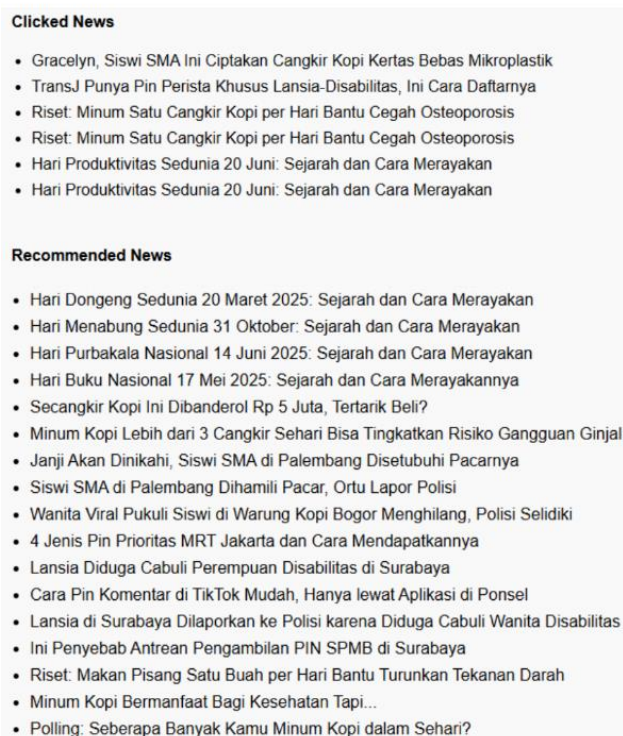 Clicked News
• Gracelyn, Siswi SMA Ini Ciptakan Cangkir Kopi Kertas Bebas Mikroplastik
• TransJ Punya Pin Perista Khusus Lansia-Disabilitas, Ini Cara Daftarnya
• Riset: Minum Satu Cangkir Kopi per Hari Bantu Cegah Osteoporosis
• Riset: Minum Satu Cangkir Kopi per Hari Bantu Cegah Osteoporosis
• Hari Produktivitas Sedunia 20 Juni: Sejarah dan Cara Merayakan
• Hari Produktivitas Sedunia 20 Juni: Sejarah dan Cara Merayakan
Recommended News
• Hari Dongeng Sedunia 20 Maret 2025: Sejarah dan Cara Merayakan
• Hari Menabung Sedunia 31 Oktober: Sejarah dan Cara Merayakan
• Hari Purbakala Nasional 14 Juni 2025: Sejarah dan Cara Merayakan
• Hari Buku Nasional 17 Mei 2025: Sejarah dan Cara Merayakannya
• Secangkir Kopi Ini Dibanderol Rp 5 Juta, Tertarik Beli?
• Minum Kopi Lebih dari 3 Cangkir Sehari Bisa Tingkatkan Risiko Gangguan Ginjal
• Janji Akan Dinikahi, Siswi SMA di Palembang Disetubuhi Pacarnya
• Siswi SMA di Palembang Dihamili Pacar, Ortu Lapor Polisi
• Wanita Viral Pukuli Siswi di Warung Kopi Bogor Menghilang, Polisi Selidiki
• 4 Jenis Pin Prioritas MRT Jakarta dan Cara Mendapatkannya
• Lansia Diduga Cabuli Perempuan Disabilitas di Surabaya
• Cara Pin Komentar di TikTok Mudah, Hanya lewat Aplikasi di Ponsel
• Lansia di Surabaya Dilaporkan ke Polisi karena Diduga Cabuli Wanita Disabilitas
• Ini Penyebab Antrean Pengambilan PIN SPMB di Surabaya
• Riset: Makan Pisang Satu Buah per Hari Bantu Turunkan Tekanan Darah
• Minum Kopi Bermanfaat Bagi Kesehatan Tapi...
• Polling: Seberapa Banyak Kamu Minum Kopi dalam Sehari?